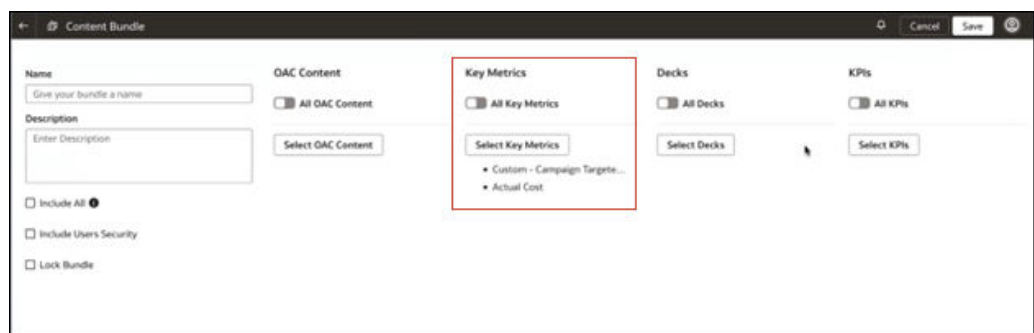 Content Bundle
Cancel
Save
Name
Give your bundle a name
Description
Enter Description
Include All
Include Users Security
Lock Bundle
OAC Content
All OAC Content
Select OAC Content
Key Metrics
All Key Metrics
Select Key Metrics
Custom - Campaign Targete...
Actual Cost
Decks
All Decks
Select Decks
KPIs
All KPIs
Select KPIs